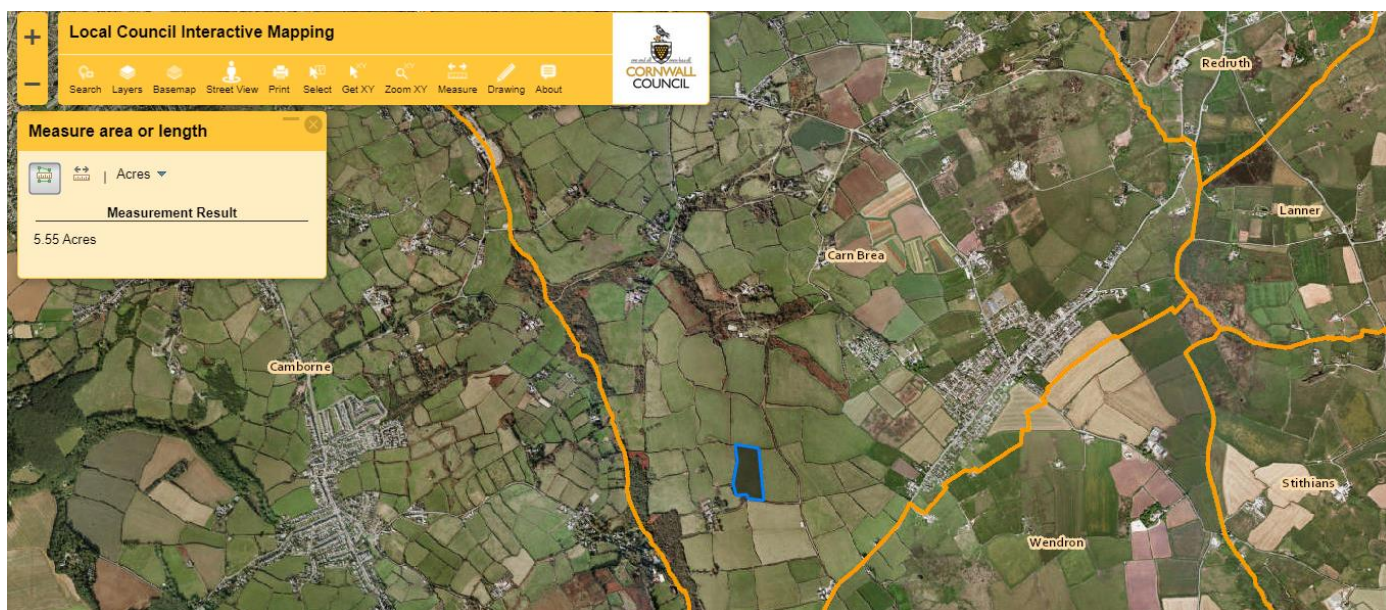 Local Council Interactive Mapping
Search Layers Basemap Street View Print Select Get XY Zoom XY Measure Drawing About
CORNWALL
COUNCIL
Measure area or length
Acres
Measurement Result
5.55 Acres
Redruth
Lanner
Carn Brea
Camborne
Stithians
Wendron